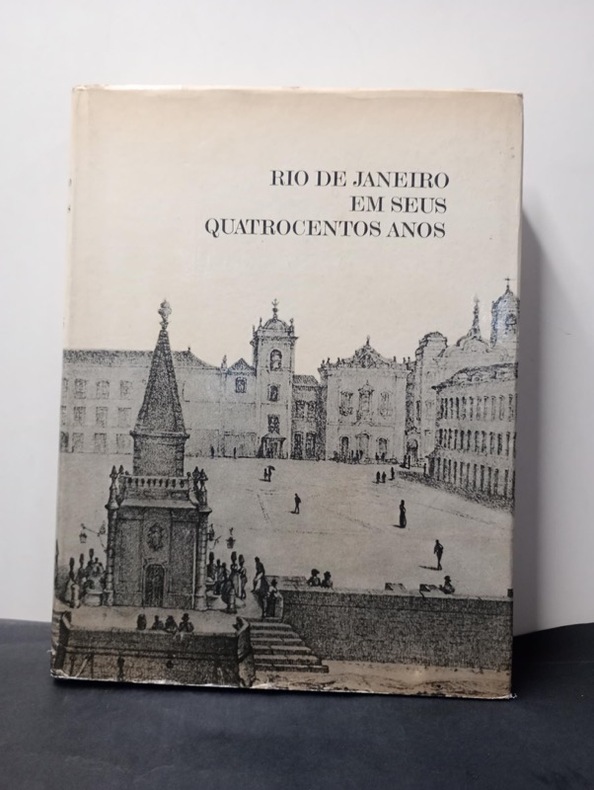 RIO DE JANEIRO
EM SEUS
QUATROCENTOS ANOS